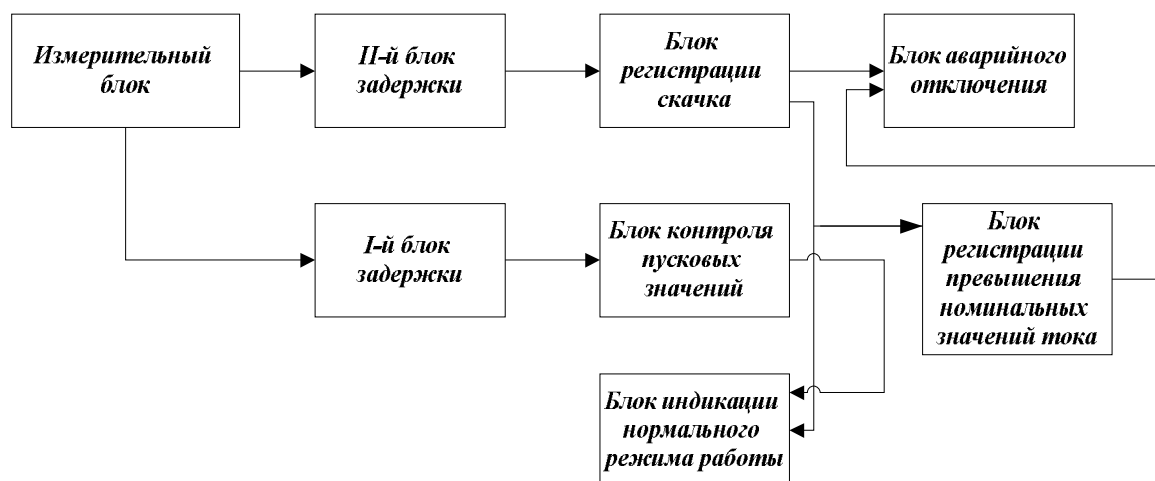 Измерительный
блок
II-й блок
задержки
Блок
регистрации
скачка
Блок аварийного
отключения
I-й блок
задержки
Блок контроля
пусковых
значений
Блок
регистрации
превышения
номинальных
значений тока
Блок индикации
нормального
режима работы